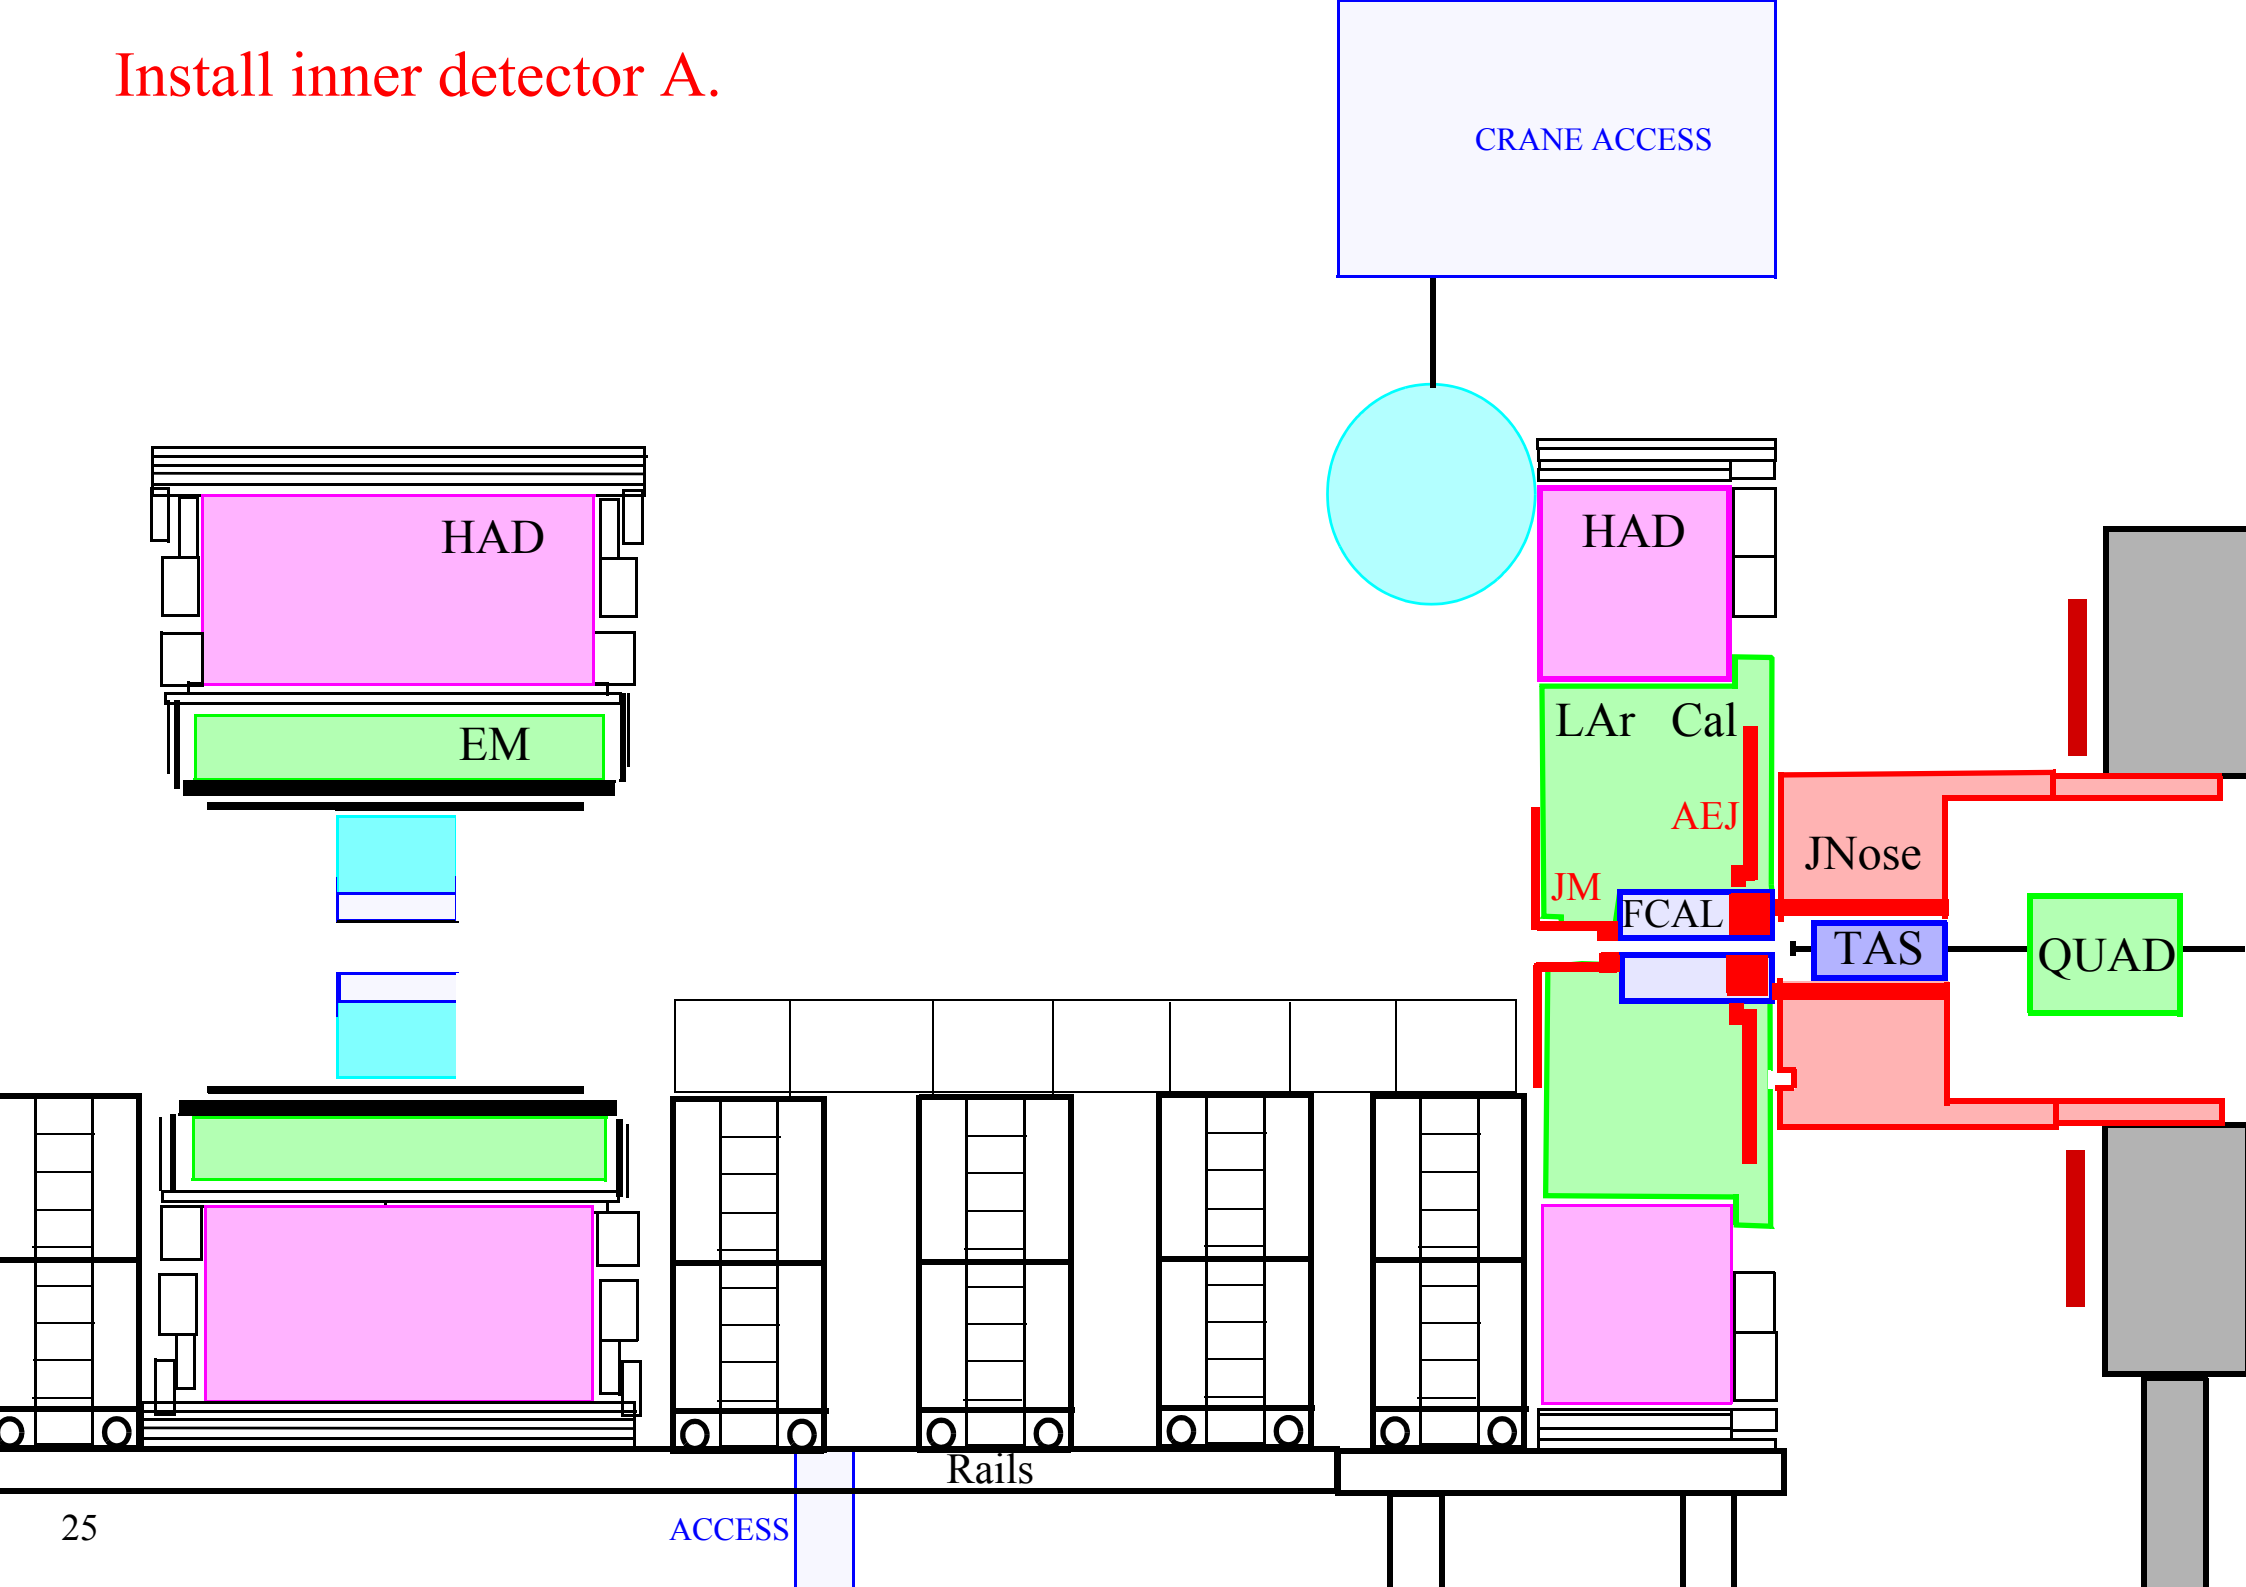 Install inner detector A.
CRANE ACCESS
HAD
HAD
LAr Cal
EM
AEJ
JNose
JM
FCAL
TAS
QUAD
Rails
25
ACCESS